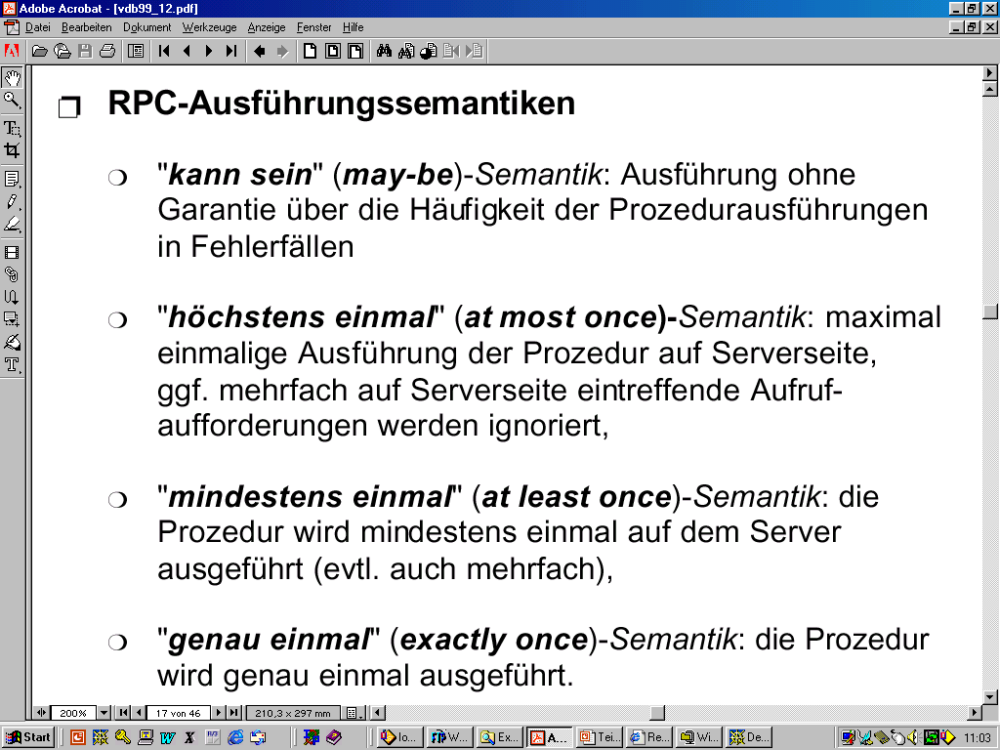 Adobe Acrobat - [vdb99_12.pdf]
Datei Bearbeiten Dokument Werkzeuge Anzeige Fenster Hilfe
RPC-Ausführungssemantiken
"kann sein" (may-be)-Semantik: Ausführung ohne
Garantie über die Häufigkeit der Prozedurausführungen
in Fehlerfällen
"höchstens einmal" (at most once)-Semantik: maximal
einmalige Ausführung der Prozedur auf Serverseite,
ggf. mehrfach auf Serverseite eintreffende Aufruf-
aufforderungen werden ignoriert,
"mindestens einmal" (at least once)-Semantik: die
Prozedur wird mindestens einmal auf dem Server
ausgeführt (evtl. auch mehrfach),
"genau einmal" (exactly once)-Semantik: die Prozedur
wird genau einmal ausgeführt.
200% 17 von 46 210,3 x 297 mm
Start Io... W... Ex... A... Tei... Re... Wi... De... 11:03